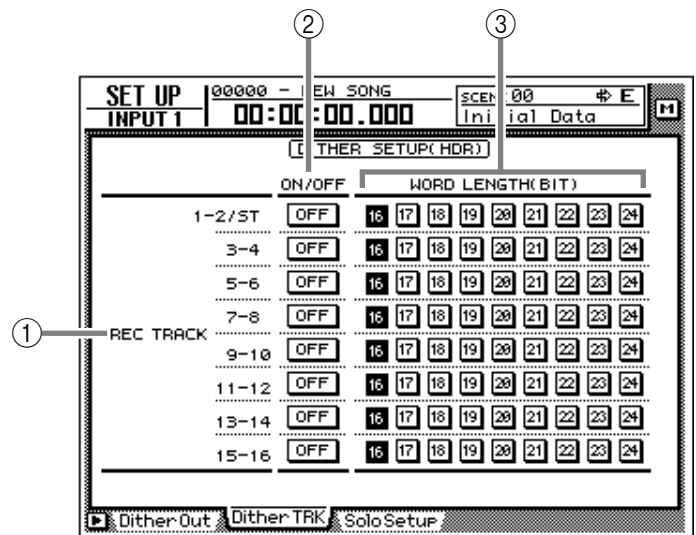 ② ③
SET UP 00000 - NEW SONG SCENE 00 E
INPUT 1 00:00:00.000 Initial Data M
DITHER SETUP(HDR)
ON/OFF WORD LENGTH(BIT)
1-2/ST OFF 16 17 18 19 20 21 22 23 24
3-4 OFF 16 17 18 19 20 21 22 23 24
5-6 OFF 16 17 18 19 20 21 22 23 24
7-8 OFF 16 17 18 19 20 21 22 23 24
① REC TRACK
9-10 OFF 16 17 18 19 20 21 22 23 24
11-12 OFF 16 17 18 19 20 21 22 23 24
13-14 OFF 16 17 18 19 20 21 22 23 24
15-16 OFF 16 17 18 19 20 21 22 23 24
Dither Out Dither TRK Solo Setup